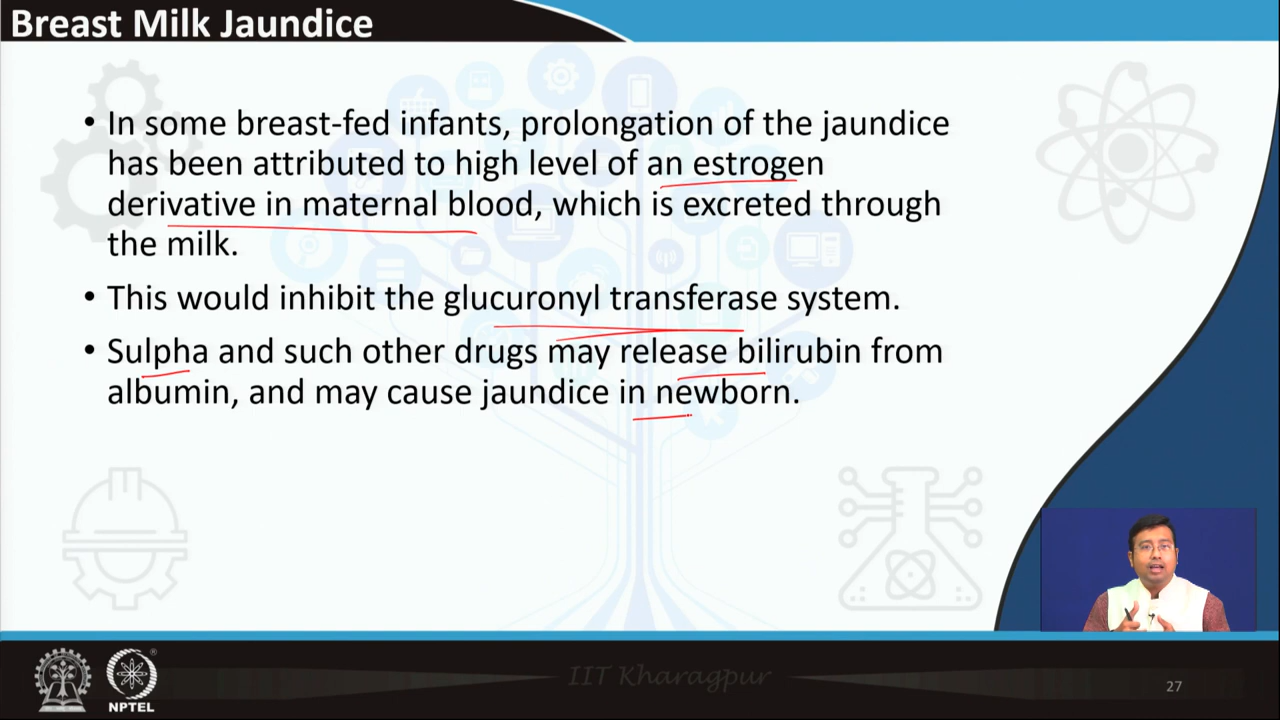 Breast Milk Jaundice
• In some breast-fed infants, prolongation of the jaundice
has been attributed to high level of an estrogen
derivative in maternal blood, which is excreted through
the milk.
• This would inhibit the glucuronyl transferase system.
• Sulpha and such other drugs may release bilirubin from
albumin, and may cause jaundice in newborn.
IIT Kharagpur
NPTEL
27